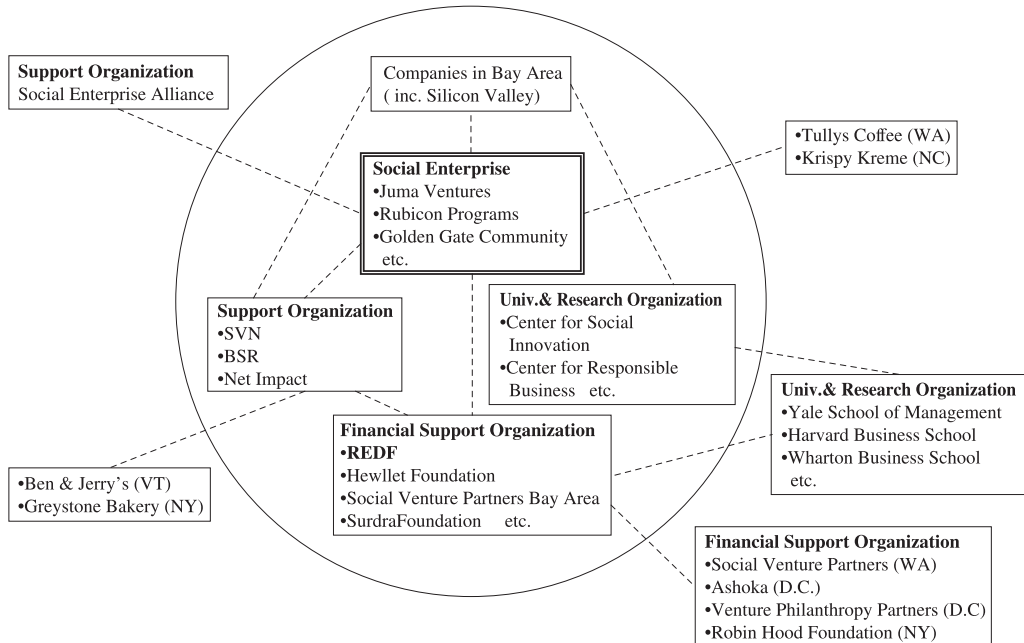 Support Organization
Social Enterprise Alliance
Companies in Bay Area
( inc. Silicon Valley)
•Tullys Coffee (WA)
•Krispy Kreme (NC)
Social Enterprise
•Juma Ventures
•Rubicon Programs
•Golden Gate Community
etc.
Support Organization
•SVN
•BSR
•Net Impact
Univ.& Research Organization
•Center for Social
Innovation
•Center for Responsible
Business etc.
Univ.& Research Organization
•Yale School of Management
•Harvard Business School
•Wharton Business School
etc.
Financial Support Organization
•REDF
•Hewllet Foundation
•Social Venture Partners Bay Area
•SurdraFoundation etc.
•Ben & Jerry's (VT)
•Greystone Bakery (NY)
Financial Support Organization
•Social Venture Partners (WA)
•Ashoka (D.C.)
•Venture Philanthropy Partners (D.C)
•Robin Hood Foundation (NY)